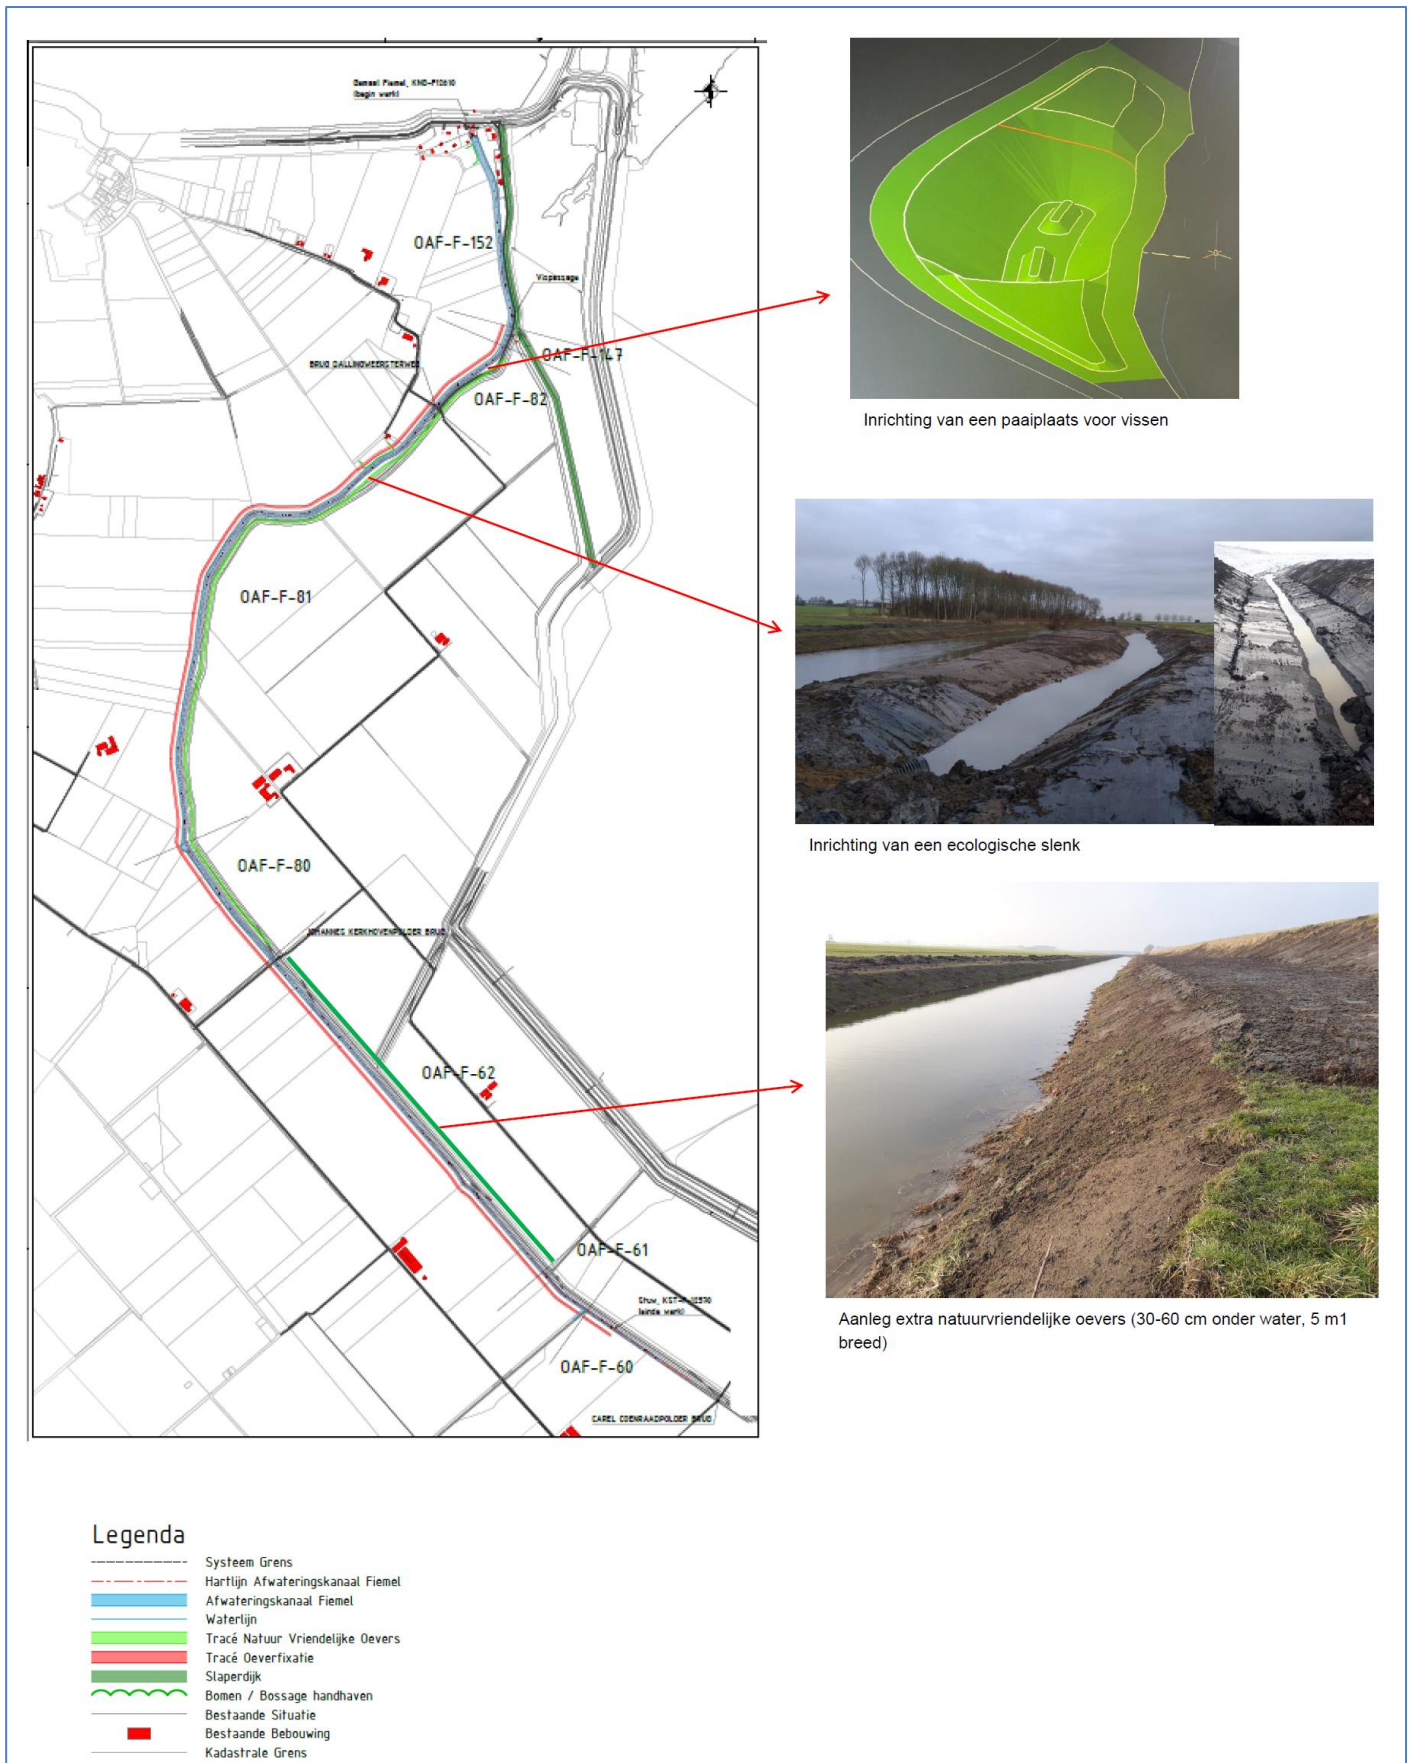 Gemaal Fiemel, KNG-F12610
(begin werk)
OAF-F-152
Vispassage
OAF-F-147
BRUG DALLINGWEERSTERWEG
OAF-F-82
OAF-F-81
OAF-F-80
JOHANNES KERKHOVENPOLDER BRUG
OAF-F-62
OAF-F-61
(einde werk)
OAF-F-60
CAREL COENRAADPOLDER BRUG
Inrichting van een paaiplaats voor vissen
Inrichting van een ecologische slenk
Aanleg extra natuurvriendelijke oevers (30-60 cm onder water, 5 m1
breed)
Legenda
Systeem Grens
Hartlijn Afwateringskanaal Fiemel
Afwateringskanaal Fiemel
Waterlijn
Tracé Natuur Vriendelijke Oevers
Tracé Oeverfixatie
Slaperdijk
Bomen / Bossage handhaven
Bestaande Situatie
Bestaande Bebouwing
Kadastrale Grens